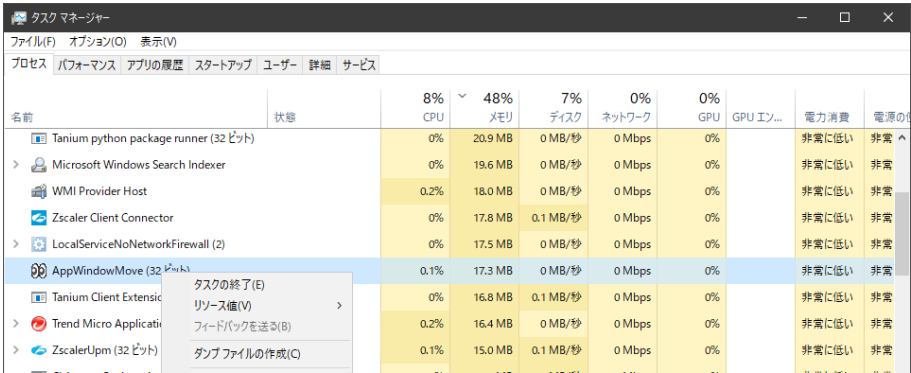 タスク マネージャー
ファイル(F) オプション(O) 表示(V)
プロセス パフォーマンス アプリの履歴 スタートアップ ユーザー 詳細 サービス
8% 48% 7% 0% 0%
名前 状態 CPU メモリ ディスク ネットワーク GPU GPU エン... 電力消費 電源の
Tanium python package runner (32 ビット) 0% 20.9 MB 0 MB/秒 0 Mbps 0% 非常に低い 非常
Microsoft Windows Search Indexer 0% 19.6 MB 0 MB/秒 0 Mbps 0% 非常に低い 非常
WMI Provider Host 0.2% 18.0 MB 0 MB/秒 0 Mbps 0% 非常に低い 非常
Zscaler Client Connector 0% 17.8 MB 0.1 MB/秒 0 Mbps 0% 非常に低い 非常
LocalServiceNoNetworkFirewall (2) 0% 17.5 MB 0 MB/秒 0 Mbps 0% 非常に低い 非常
AppWindowMove (32 ビット) 0.1% 17.3 MB 0 MB/秒 0 Mbps 0% 非常に低い 非常
タスクの終了(E)
Tanium Client Extensic 0% 16.8 MB 0.1 MB/秒 0 Mbps 0% 非常に低い 非常
リソース値(V)
Trend Micro Applicati 0.2% 16.4 MB 0 MB/秒 0 Mbps 0% 非常に低い 非常
フィードバックを送る(B)
ZscalerUpm (32 ビット) 0.1% 15.0 MB 0.1 MB/秒 0 Mbps 0% 非常に低い 非常
ダンプ ファイルの作成(C)